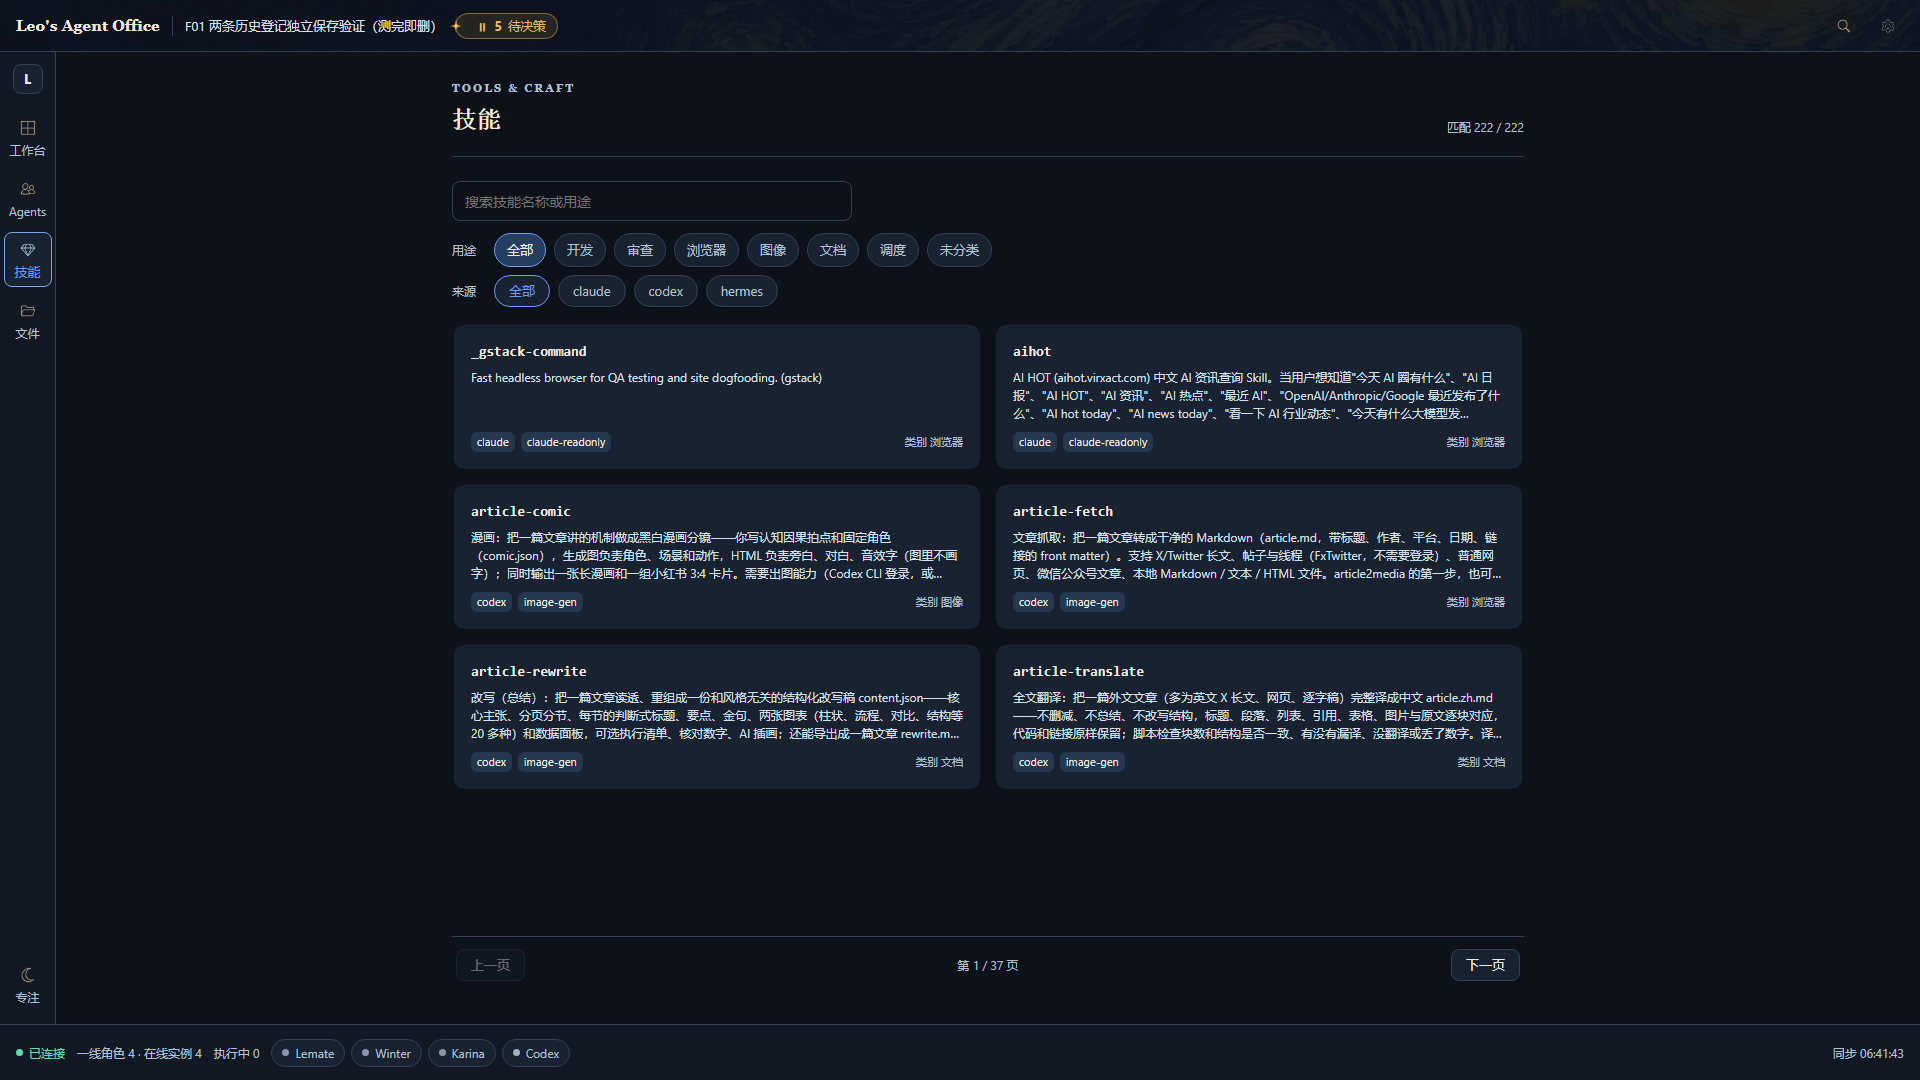 Leo's Agent Office
F01 两条历史登记独立保存验证（测完即删）
5 待决策
L
工作台
Agents
技能
文件
专注
TOOLS & CRAFT
技能
匹配 222 / 222
搜索技能名称或用途
用途 全部 开发 审查 浏览器 图像 文档 调度 未分类
来源 全部 claude codex hermes
_gstack-command
Fast headless browser for QA testing and site dogfooding. (gstack)
claude claude-readonly 类别 浏览器
aihot
AI HOT (aihot.virxact.com) 中文 AI 资讯查询 Skill。当用户想知道"今天 AI 圈有什么"、"AI 日
报"、"AI HOT"、"AI 资讯"、"AI 热点"、"最近 AI"、"OpenAI/Anthropic/Google 最近发布了什
么"、"AI hot today"、"AI news today"、"看一下 AI 行业动态"、"今天有什么大模型发...
claude claude-readonly 类别 浏览器
article-comic
漫画：把一篇文章讲的机制做成黑白漫画分镜——你写认知因果拍点和固定角色
（comic.json），生成图负责角色、场景和动作，HTML 负责旁白、对白、音效字（图里不画
字）；同时输出一张长漫画和一组小红书 3:4 卡片。需要出图能力（Codex CLI 登录，或...
codex image-gen 类别 图像
article-fetch
文章抓取：把一篇文章转成干净的 Markdown（article.md，带标题、作者、平台、日期、链
接的 front matter）。支持 X/Twitter 长文、帖子与线程（FxTwitter，不需要登录）、普通网
页、微信公众号文章、本地 Markdown / 文本 / HTML 文件。article2media 的第一步，也可...
codex image-gen 类别 浏览器
article-rewrite
改写（总结）：把一篇文章读透、重组成一份和风格无关的结构化改写稿 content.json——核
心主张、分页分节、每节的判断式标题、要点、金句、两张图表（柱状、流程、对比、结构等
20 多种）和数据面板，可选执行清单、核对数字、AI 插画；还能导出成一篇文章 rewrite.m...
codex image-gen 类别 文档
article-translate
全文翻译：把一篇外文文章（多为英文 X 长文、网页、逐字稿）完整译成中文 article.zh.md
——不删减、不总结、不改写结构，标题、段落、列表、引用、表格、图片与原文逐块对应，
代码和链接原样保留；脚本检查块数和结构是否一致、有没有漏译、没翻译或丢了数字。译...
codex image-gen 类别 文档
上一页 第 1 / 37 页 下一页
已连接 一线角色 4 · 在线实例 4 执行中 0 Lemate Winter Karina Codex 同步 06:41:43